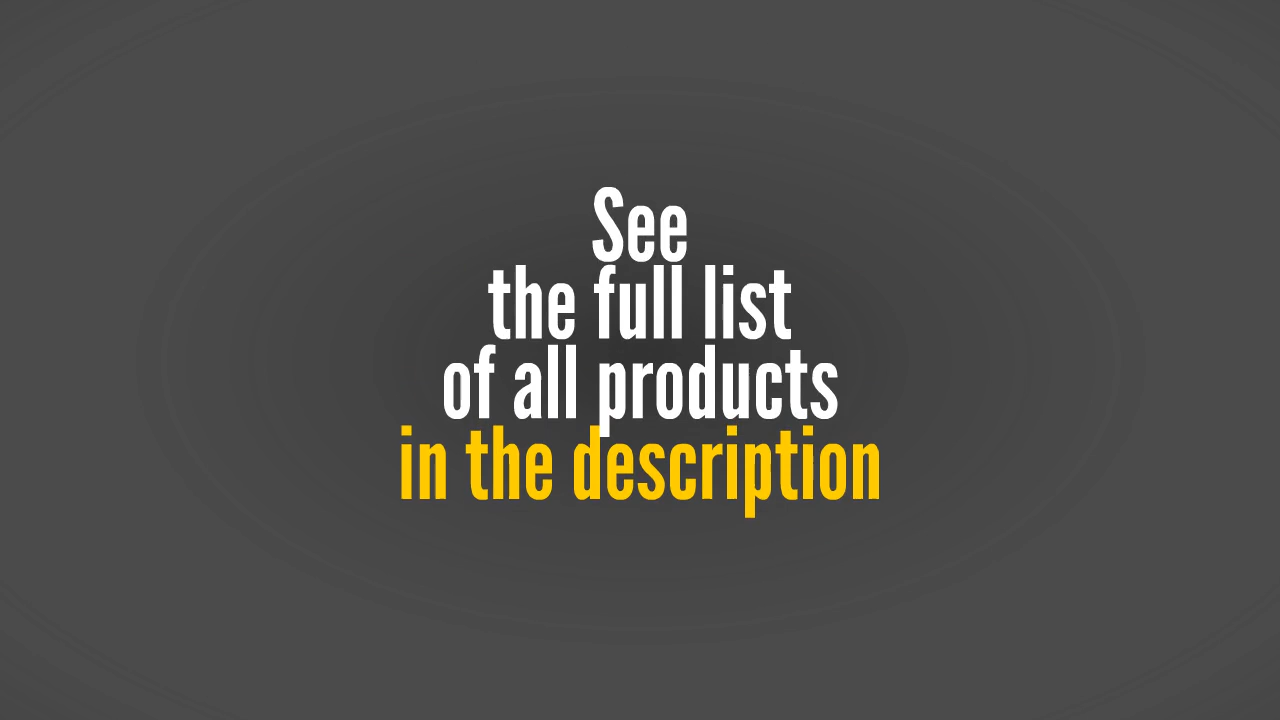 See
the full list
of all products
in the description